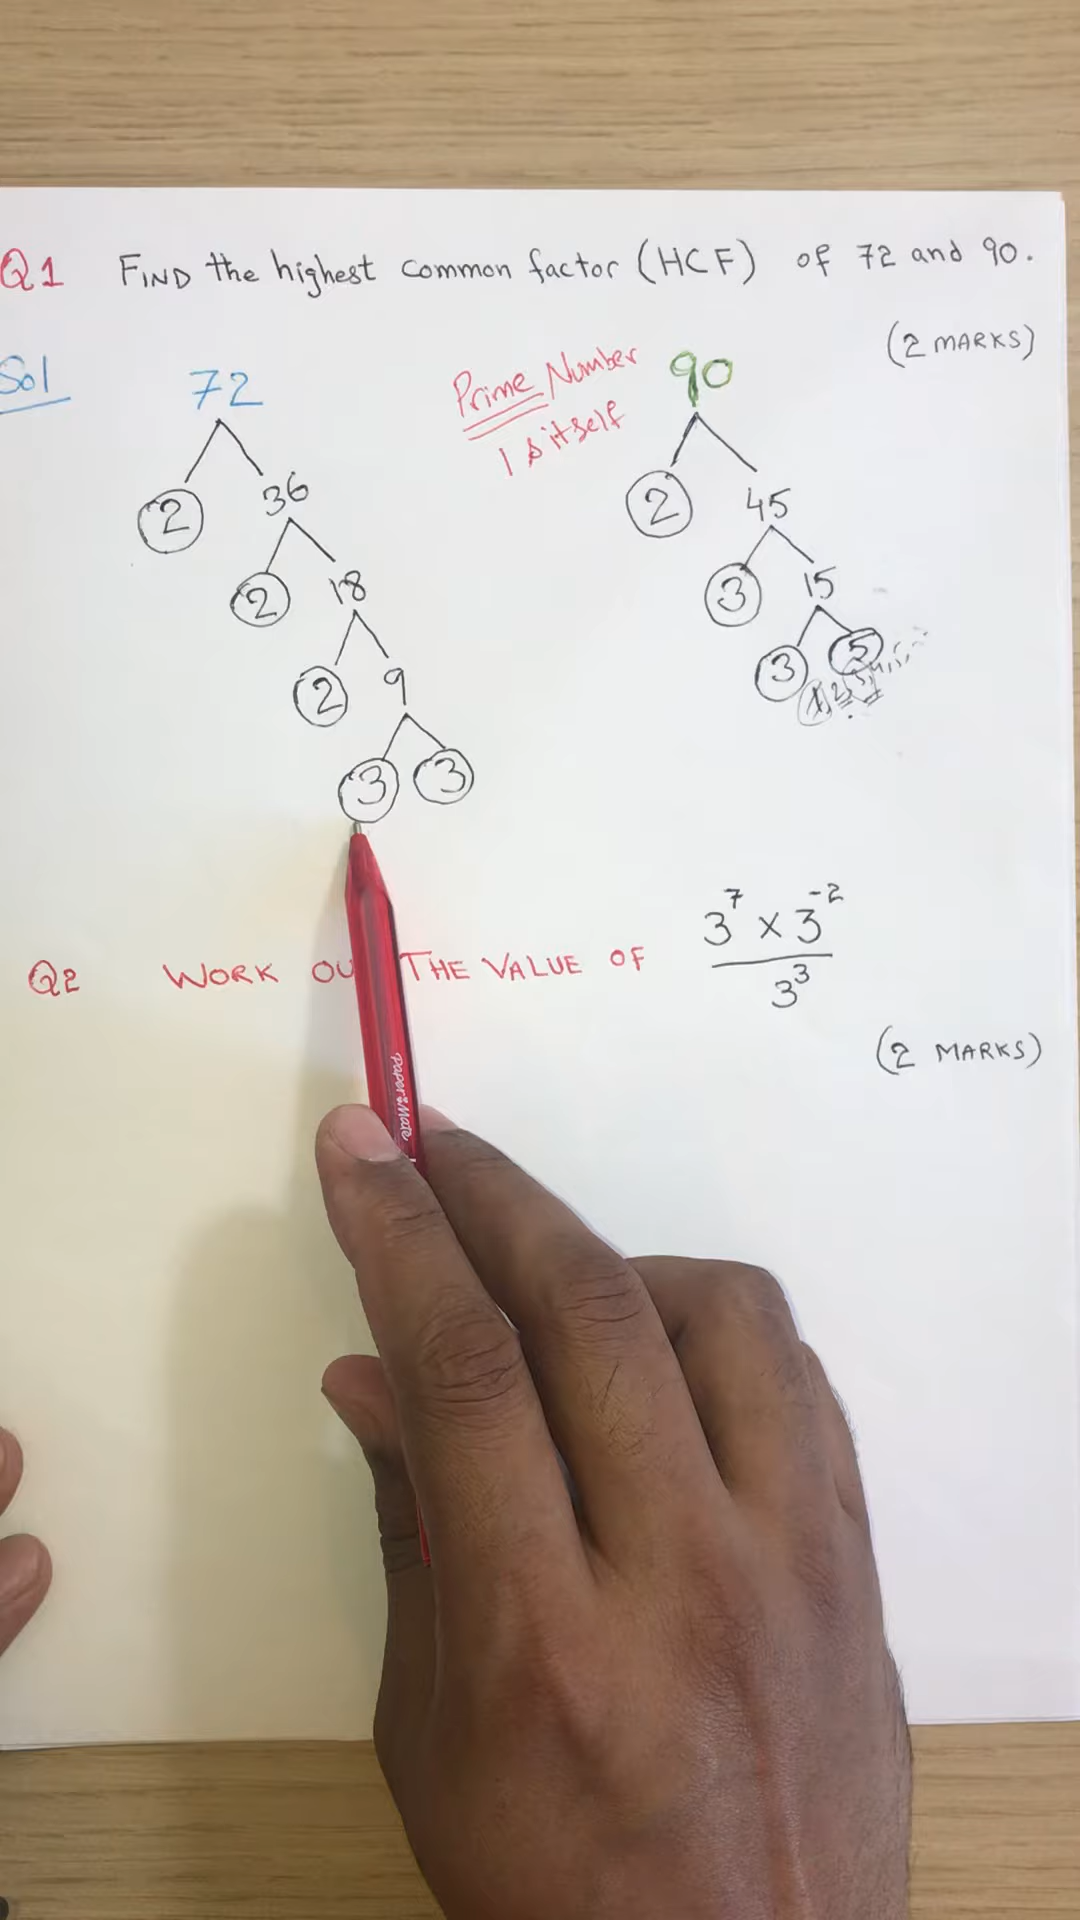 Q1 FIND the highest common factor (HCF) of 72 and 90.
(2 MARKS)
Sol
72
2 36
2 18
2 9
3 3
Prime Number
1 & itself
90
2 45
3 15
3 5
Q2 WORK OU THE VALUE OF 3^7 × 3^-2 / 3^3
(2 MARKS)
Paper:Mate